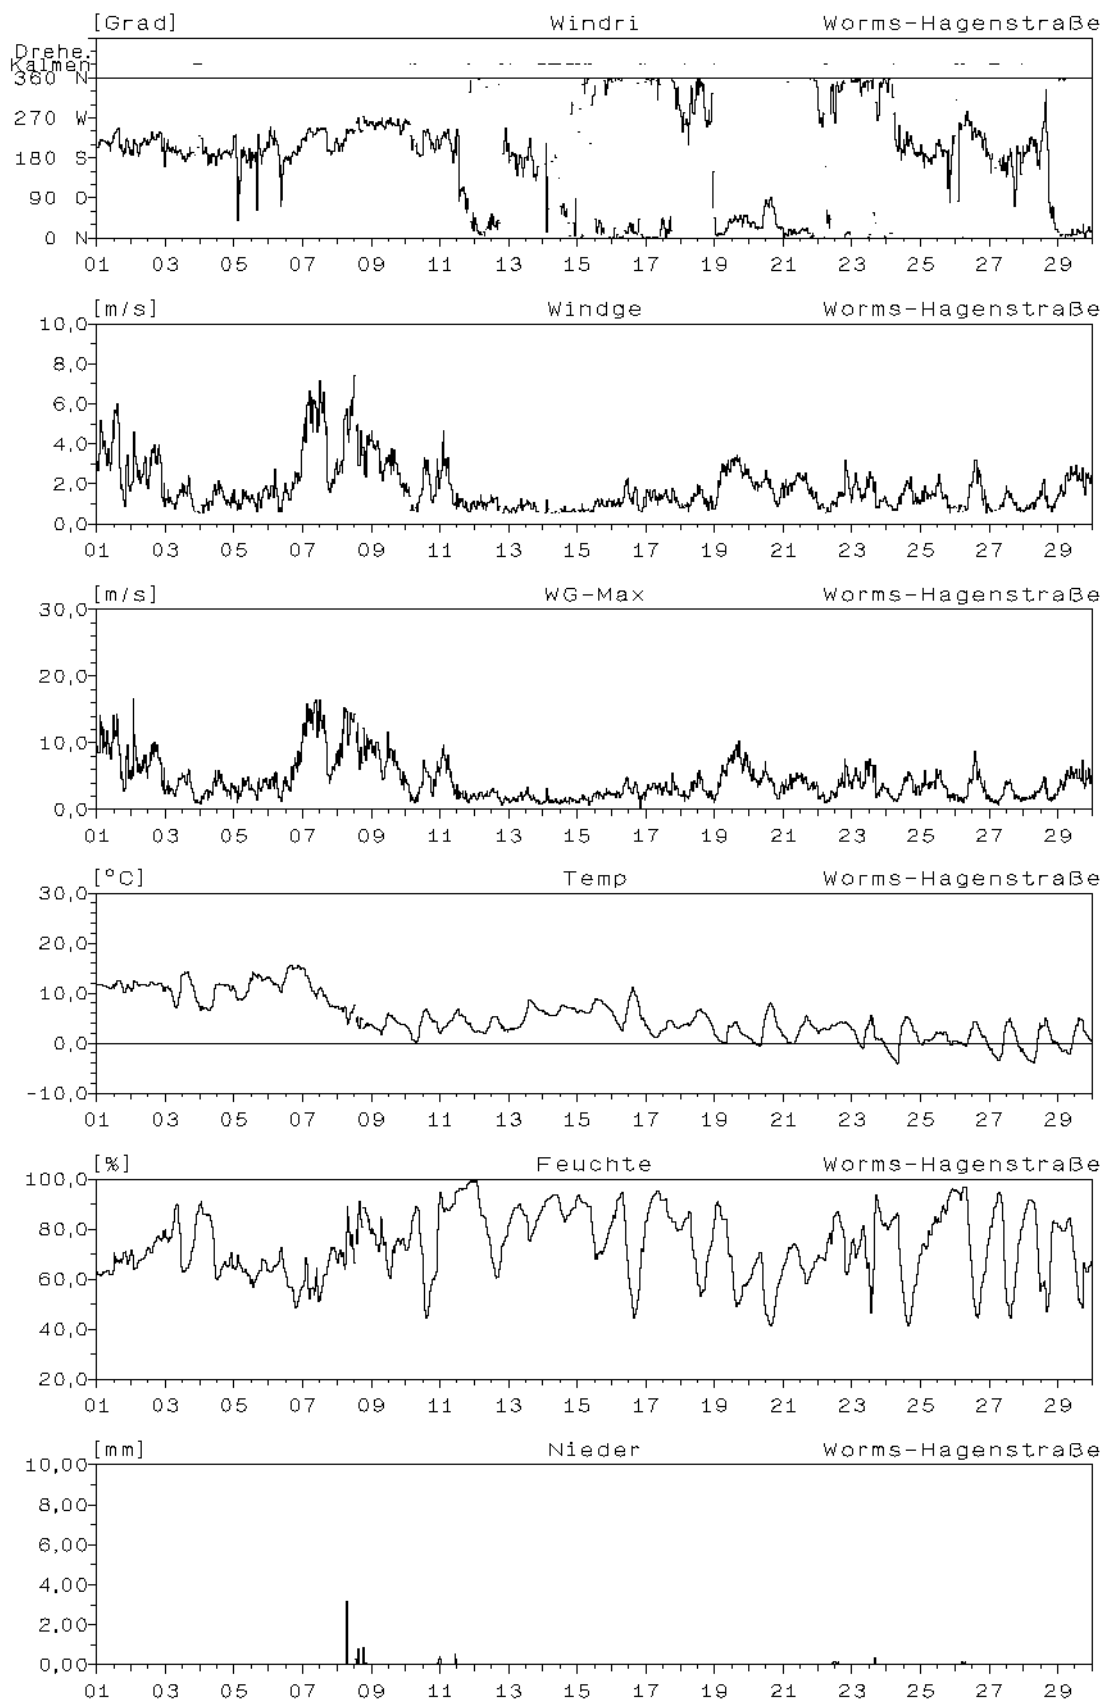 [Grad] Windri Worms-Hagenstraße
Drehe.
Kalmen
360 N
270 W
180 S
90 O
0 N
01 03 05 07 09 11 13 15 17 19 21 23 25 27 29
[m/s] Windge Worms-Hagenstraße
10,0
8,0
6,0
4,0
2,0
0,0
01 03 05 07 09 11 13 15 17 19 21 23 25 27 29
[m/s] WG-Max Worms-Hagenstraße
30,0
20,0
10,0
0,0
01 03 05 07 09 11 13 15 17 19 21 23 25 27 29
[°C] Temp Worms-Hagenstraße
30,0
20,0
10,0
0,0
-10,0
01 03 05 07 09 11 13 15 17 19 21 23 25 27 29
[%] Feuchte Worms-Hagenstraße
100,0
80,0
60,0
40,0
20,0
01 03 05 07 09 11 13 15 17 19 21 23 25 27 29
[mm] Nieder Worms-Hagenstraße
10,00
8,00
6,00
4,00
2,00
0,00
01 03 05 07 09 11 13 15 17 19 21 23 25 27 29